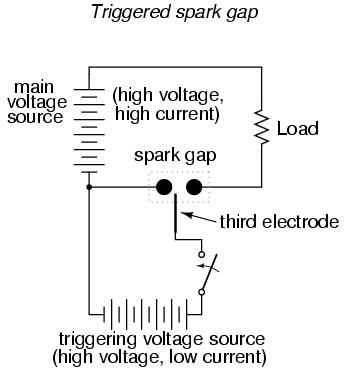 Triggered spark gap
main
voltage
source
(high voltage,
high current)
Load
spark gap
third electrode
triggering voltage source
(high voltage, low current)